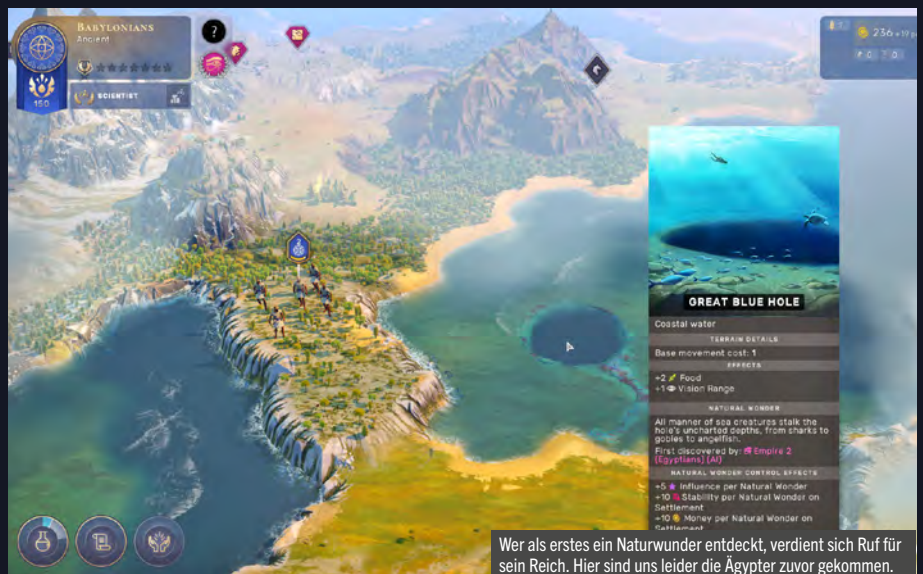 BABYLONIANS
Ancient
?
236
150
SCIENTIST
GREAT BLUE HOLE
Coastal water
TERRAIN DETAILS
Base movement cost: 1
EFFECTS
+2 Food
+1 Vision Range
NATURAL WONDER
All manner of sea creatures stalk the
hole's uncharted depths, from sharks to
gobies to angelfish.
First discovered by: Empire 2
(Egyptians) (AI)
NATURAL WONDER CONTROL EFFECTS
+5 Influence per Natural Wonder
+10 Stability per Natural Wonder on
Settlement
+10 Money per Natural Wonder on
Settlement
Wer als erstes ein Naturwunder entdeckt, verdient sich Ruf für
sein Reich. Hier sind uns leider die Ägypter zuvor gekommen.